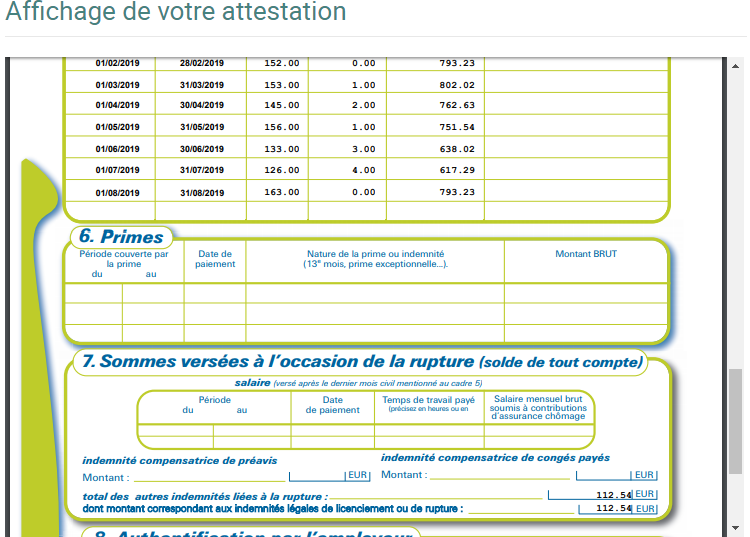 Affichage de votre attestation
01/02/2019 28/02/2019 152.00 0.00 793.23
01/03/2019 31/03/2019 153.00 1.00 802.02
01/04/2019 30/04/2019 145.00 2.00 762.63
01/05/2019 31/05/2019 156.00 1.00 751.54
01/06/2019 30/06/2019 133.00 3.00 638.02
01/07/2019 31/07/2019 126.00 4.00 617.29
01/08/2019 31/08/2019 163.00 0.00 793.23
6. Primes
Période couverte par la prime
du au
Date de paiement
Nature de la prime ou indemnité
(13e mois, prime exceptionnelle...).
Montant BRUT
7. Sommes versées à l'occasion de la rupture (solde de tout compte)
salaire (versé après le dernier mois civil mentionné au cadre 5)
Période
du au
Date
de paiement
Temps de travail payé
(précisez en heures ou en
Salaire mensuel brut
soumis à contributions
d'assurance chômage
indemnité compensatrice de préavis
Montant : EUR
indemnité compensatrice de congés payés
Montant : EUR
total des autres indemnités liées à la rupture : 112.54 EUR
dont montant correspondant aux indemnités légales de licenciement ou de rupture : 112.54 EUR
8. Authentification par l'employeur